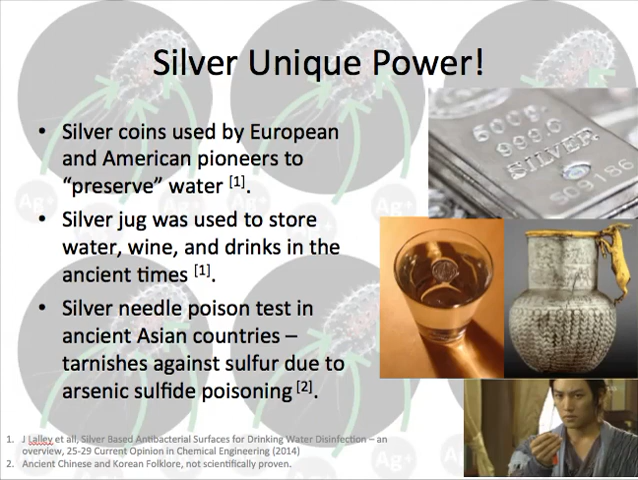 Silver Unique Power!
• Silver coins used by European
and American pioneers to
“preserve” water [1].
• Silver jug was used to store
water, wine, and drinks in the
ancient times [1].
• Silver needle poison test in
ancient Asian countries –
tarnishes against sulfur due to
arsenic sulfide poisoning [2].
1. J Lalley et all, Silver Based Antibacterial Surfaces for Drinking Water Disinfection – an
overview, 25-29 Current Opinion in Chemical Engineering (2014)
2. Ancient Chinese and Korean Folklore, not scientifically proven.
SILVER
Ag+
Ag+
Ag+